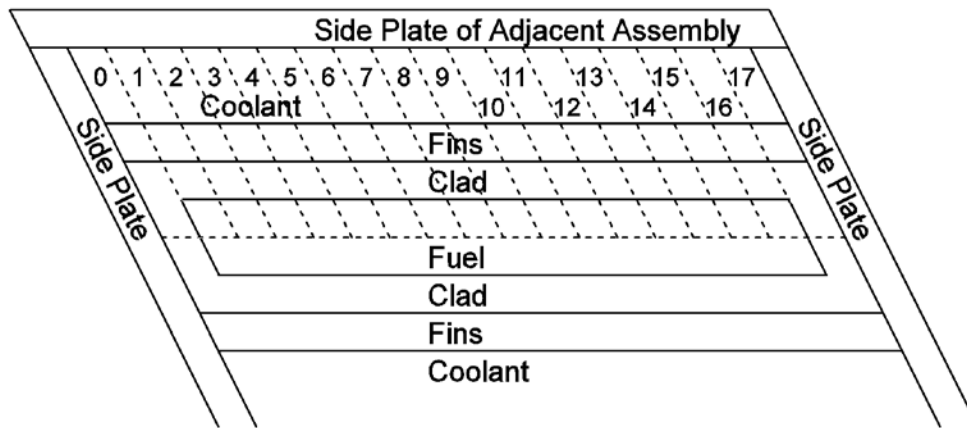 Side Plate of Adjacent Assembly
0 1 2 3 4 5 6 7 8 9 11 13 15 17
Coolant 10 12 14 16
Fins
Clad
Side Plate
Side Plate
Fuel
Clad
Fins
Coolant